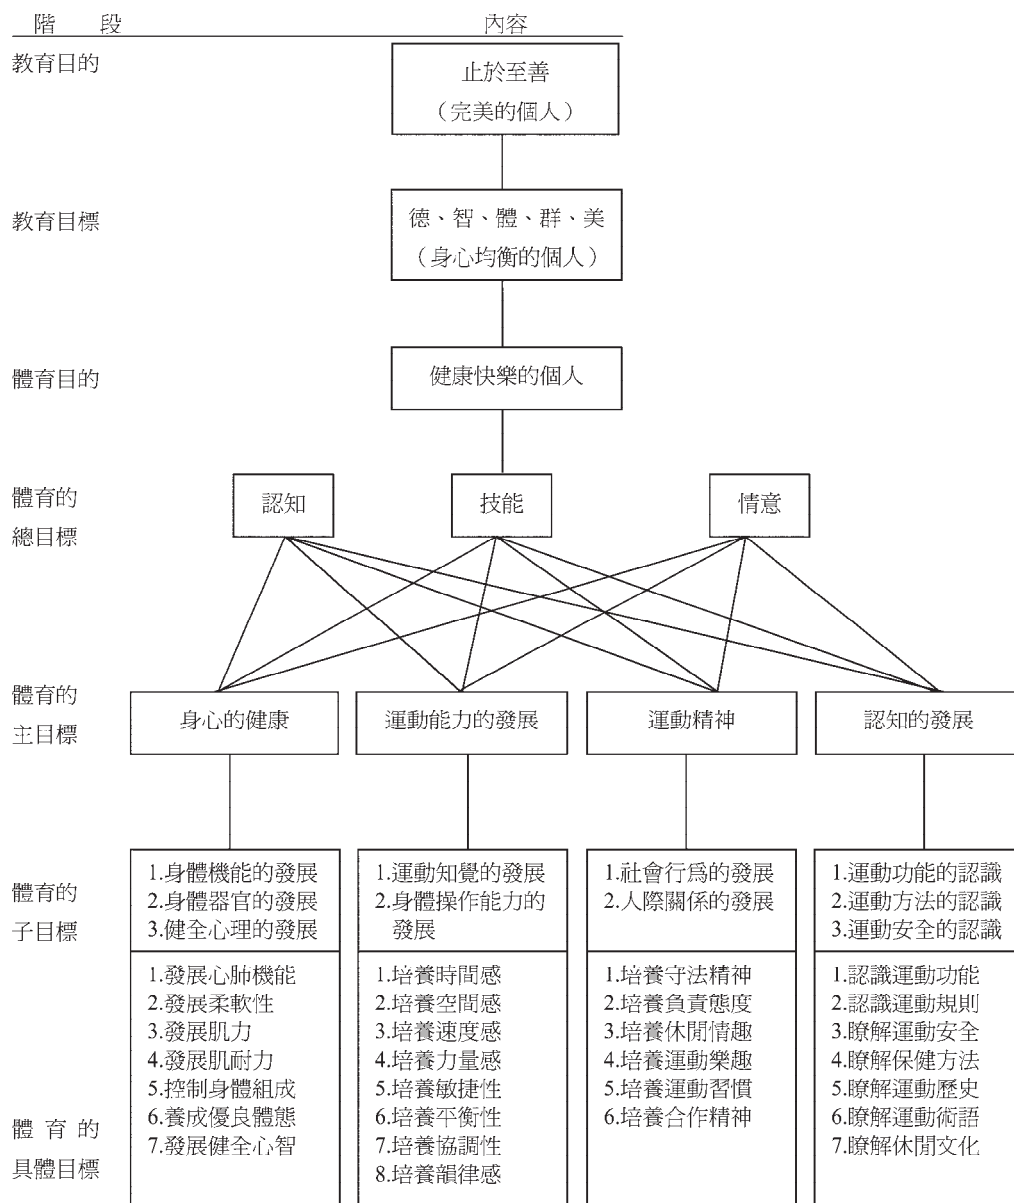 階 段 內容
教育目的
止於至善
（完美的個人）
教育目標
德、智、體、群、美
（身心均衡的個人）
體育目的
健康快樂的個人
體育的
總目標
認知
技能
情意
體育的
主目標
身心的健康
運動能力的發展
運動精神
認知的發展
體育的
子目標
1.身體機能的發展
2.身體器官的發展
3.健全心理的發展
1.運動知覺的發展
2.身體操作能力的
發展
1.社會行為的發展
2.人際關係的發展
1.運動功能的認識
2.運動方法的認識
3.運動安全的認識
體育的
具體目標
1.發展心肺機能
2.發展柔軟性
3.發展肌力
4.發展肌耐力
5.控制身體組成
6.養成優良體態
7.發展健全心智
1.培養時間感
2.培養空間感
3.培養速度感
4.培養力量感
5.培養敏捷性
6.培養平衡性
7.培養協調性
8.培養韻律感
1.培養守法精神
2.培養負責態度
3.培養休閒情趣
4.培養運動樂趣
5.培養運動習慣
6.培養合作精神
1.認識運動功能
2.認識運動規則
3.瞭解運動安全
4.瞭解保健方法
5.瞭解運動歷史
6.瞭解運動術語
7.瞭解休閒文化